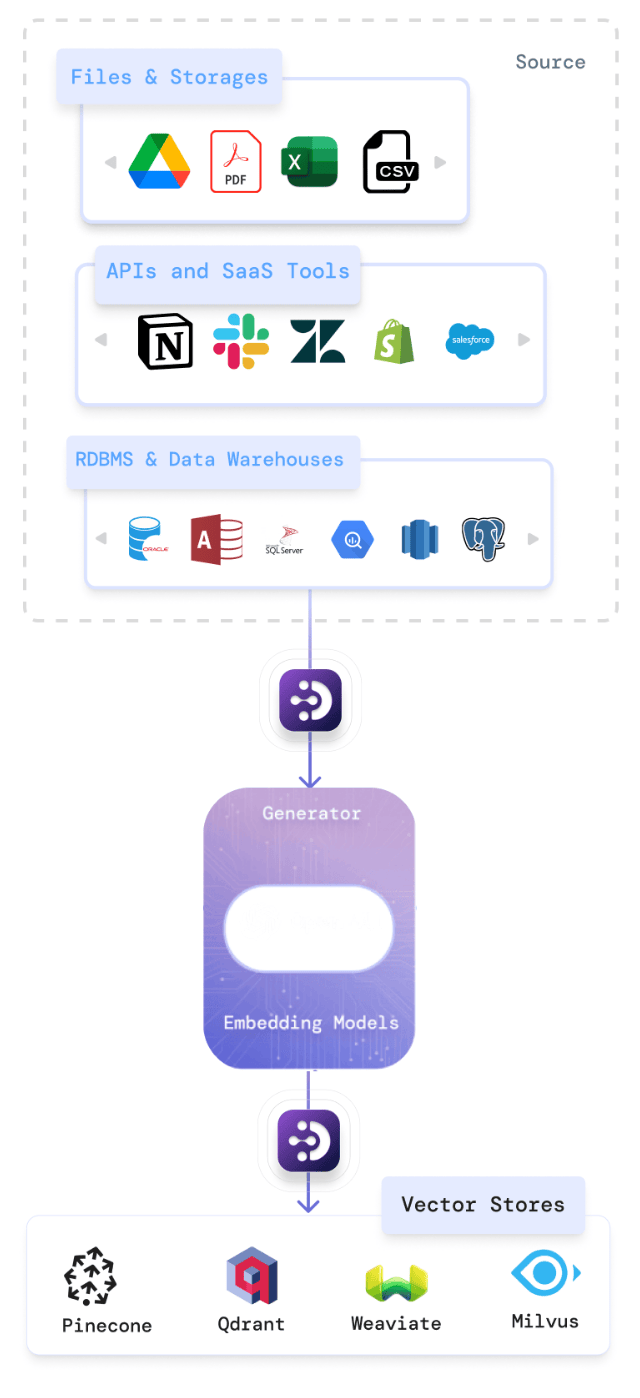 Source
Files & Storages
PDF
X
CSV
APIs and SaaS Tools
N
S
salesforce
RDBMS & Data Warehouses
ORACLE
A
SQL Server
Generator
Embedding Models
Vector Stores
Pinecone
Qdrant
Weaviate
Milvus